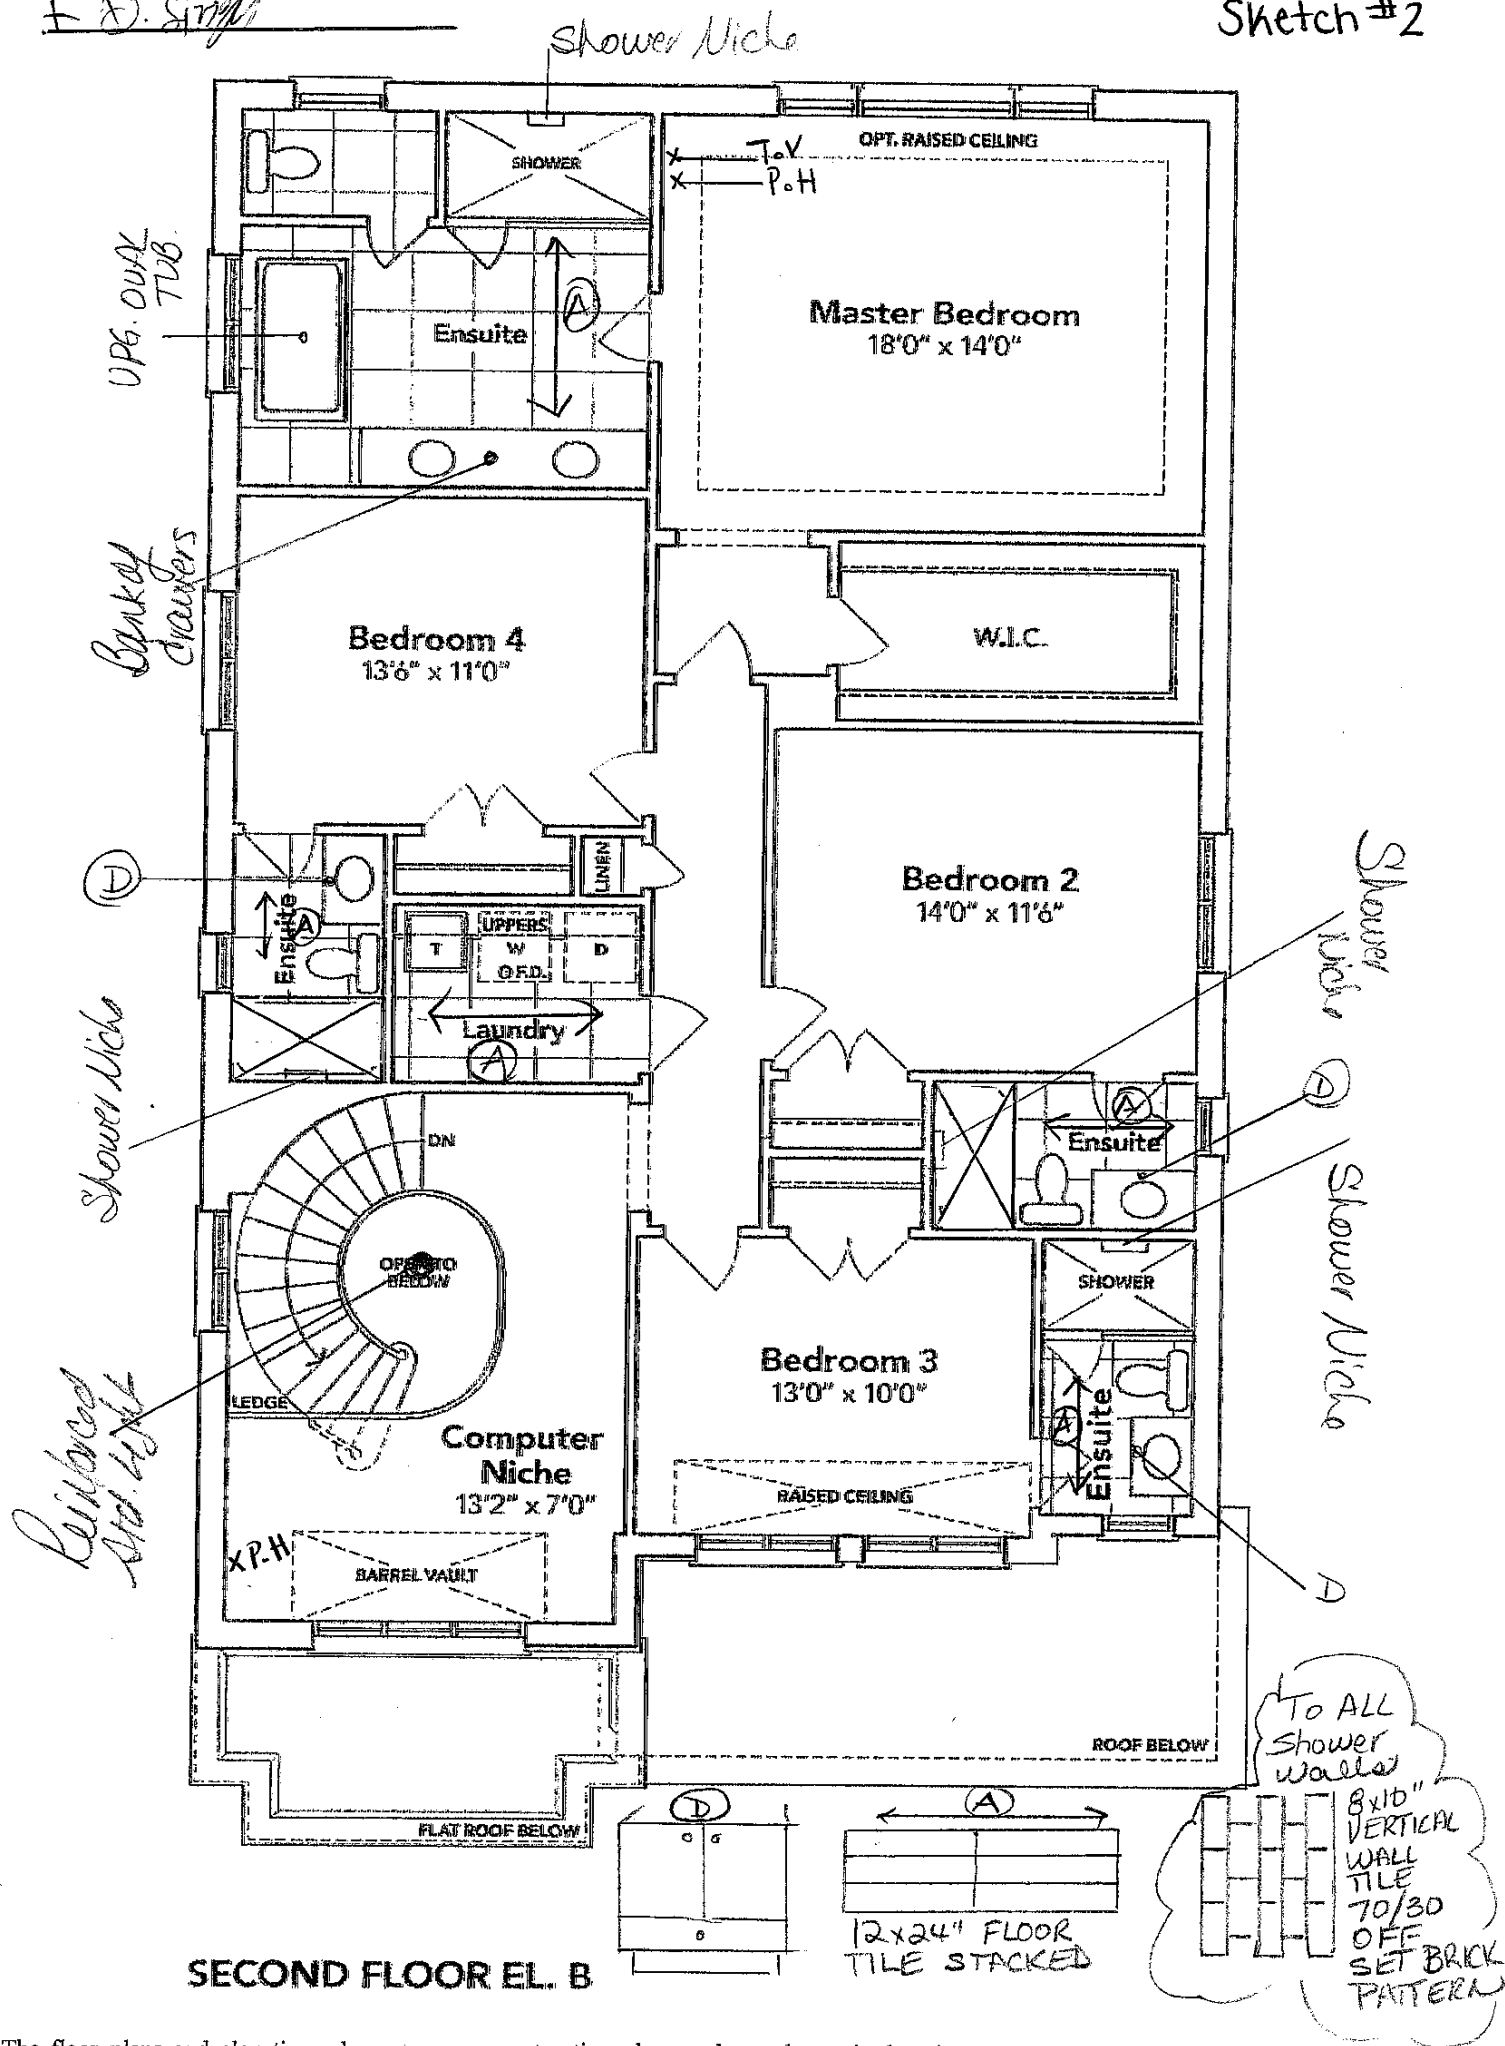 Sketch #2
Shower Niche
SHOWER
T.V
P.H
OPT. RAISED CEILING
UPG. OVAL
TUB.
A
Ensuite
Master Bedroom
18'0" x 14'0"
Bank of
drawers
Bedroom 4
13'6" x 11'0"
W.I.C.
LINEN
Bedroom 2
14'0" x 11'6"
Shower
Niche
D
A
Ensuite
UPPERS
T
W
D
O.F.D.
Laundry
A
Shower Niche
DN
A
Ensuite
D
OPEN TO
BELOW
SHOWER
Shower Niche
Bedroom 3
13'0" x 10'0"
LEDGE
Reinforced
Std. Light
Computer
Niche
13'2" x 7'0"
A
Ensuite
RAISED CEILING
x P.H
BARREL VAULT
D
ROOF BELOW
FLAT ROOF BELOW
To ALL
Shower
Walls
8x10"
VERTICAL
WALL
TILE
70/30
OFF
SET BRICK
PATTERN
D
A
12x24" FLOOR
TILE STACKED
SECOND FLOOR EL. B